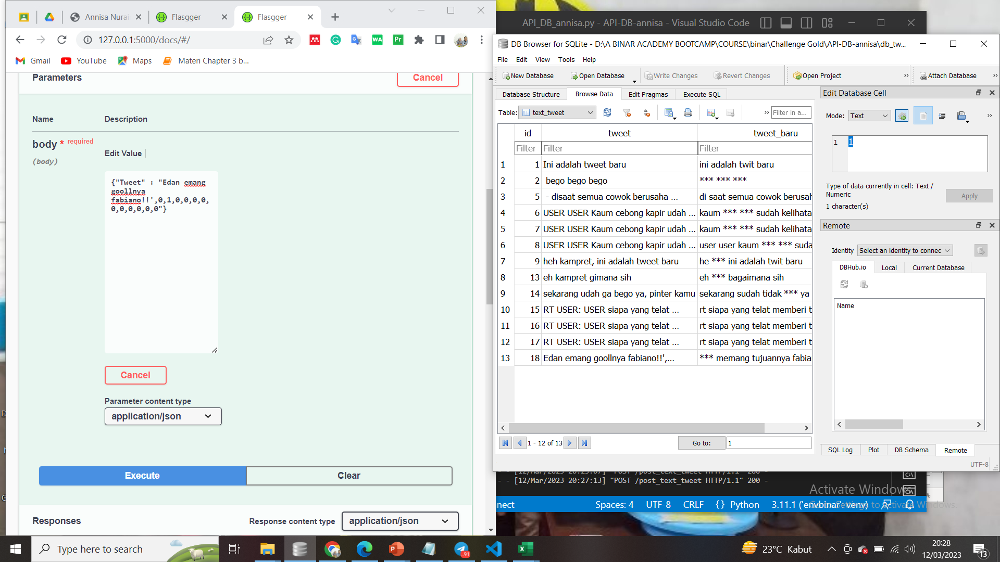 Annisa Nurai
Flasgger
Flasgger
127.0.0.1:5000/docs/#/
WA
Pr
Gmail
YouTube
Maps
Materi Chapter 3 b...
Parameters
Cancel
Name
Description
body * required
(body)
Edit Value
{"Tweet" : "Edan emang
goollnya
fabiano!!',0,1,0,0,0,0,
0,0,0,0,0,0"}
Cancel
Parameter content type
application/json
Execute
Clear
Responses
Response content type
application/json
API_DB_annisa.py - API-DB-annisa - Visual Studio Code
DB Browser for SQLite - D:\A BINAR ACADEMY BOOTCAMP\COURSE\binar\Challenge Gold\API-DB-annisa\db_tw...
File Edit View Tools Help
New Database
Open Database
Write Changes
Revert Changes
Open Project
Attach Database
Database Structure
Browse Data
Edit Pragmas
Execute SQL
Table: text_tweet
Filter in a...
id tweet tweet_baru
Filter Filter Filter
1 1 Ini adalah tweet baru ini adalah twit baru
2 2 bego bego bego *** *** ***
3 5 - disaat semua cowok berusaha ... di saat semua cowok berusah
4 6 USER USER Kaum cebong kapir udah ... kaum *** *** sudah kelihata
5 7 USER USER Kaum cebong kapir udah ... kaum *** *** sudah kelihata
6 8 USER USER Kaum cebong kapir udah ... user user kaum *** *** suda
7 9 heh kampret, ini adalah tweet baru he *** ini adalah twit baru
8 13 eh kampret gimana sih eh *** bagaimana sih
9 14 sekarang udah ga bego ya, pinter kamu sekarang sudah tidak *** ya
10 15 RT USER: USER siapa yang telat ... rt siapa yang telat memberi t
11 16 RT USER: USER siapa yang telat ... rt siapa yang telat memberi t
12 17 RT USER: USER siapa yang telat ... rt siapa yang telat memberi t
13 18 Edan emang goollnya fabiano!!',... *** memang tujuannya fabia
1 - 12 of 13
Go to: 1
Edit Database Cell
Mode: Text
1 1
Type of data currently in cell: Text /
Numeric
1 character(s)
Apply
Remote
Identity Select an identity to connec
DBHub.io
Local
Current Database
Name
SQL Log
Plot
DB Schema
Remote
UTF-8
- - [12/Mar/2023 20:27:13] "POST /post_text_tweet HTTP/1.1" 200 -
Activate Windows
Go to Settings to activate Windows.
nect
Spaces: 4
UTF-8
CRLF
{ } Python
3.11.1 ('envbinar': venv)
Type here to search
..91
23°C Kabut
20:28
12/03/2023
13